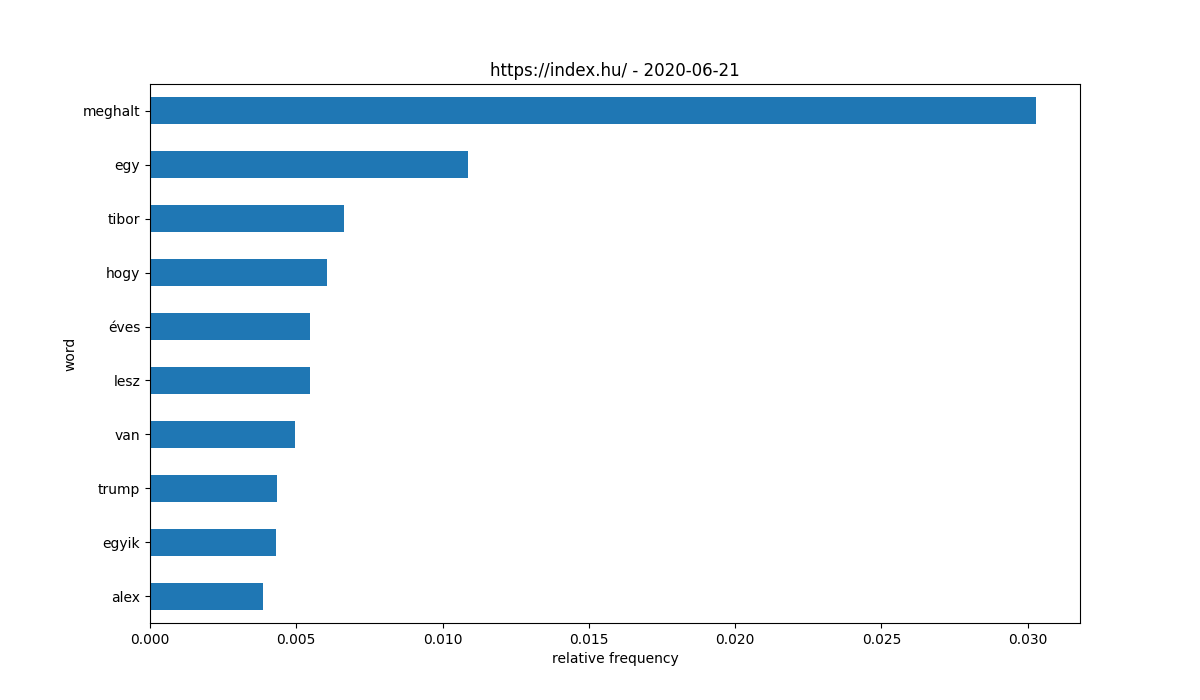 https://index.hu/ - 2020-06-21
meghalt
egy
tibor
hogy
éves
lesz
van
trump
egyik
alex
word
0.000 0.005 0.010 0.015 0.020 0.025 0.030
relative frequency